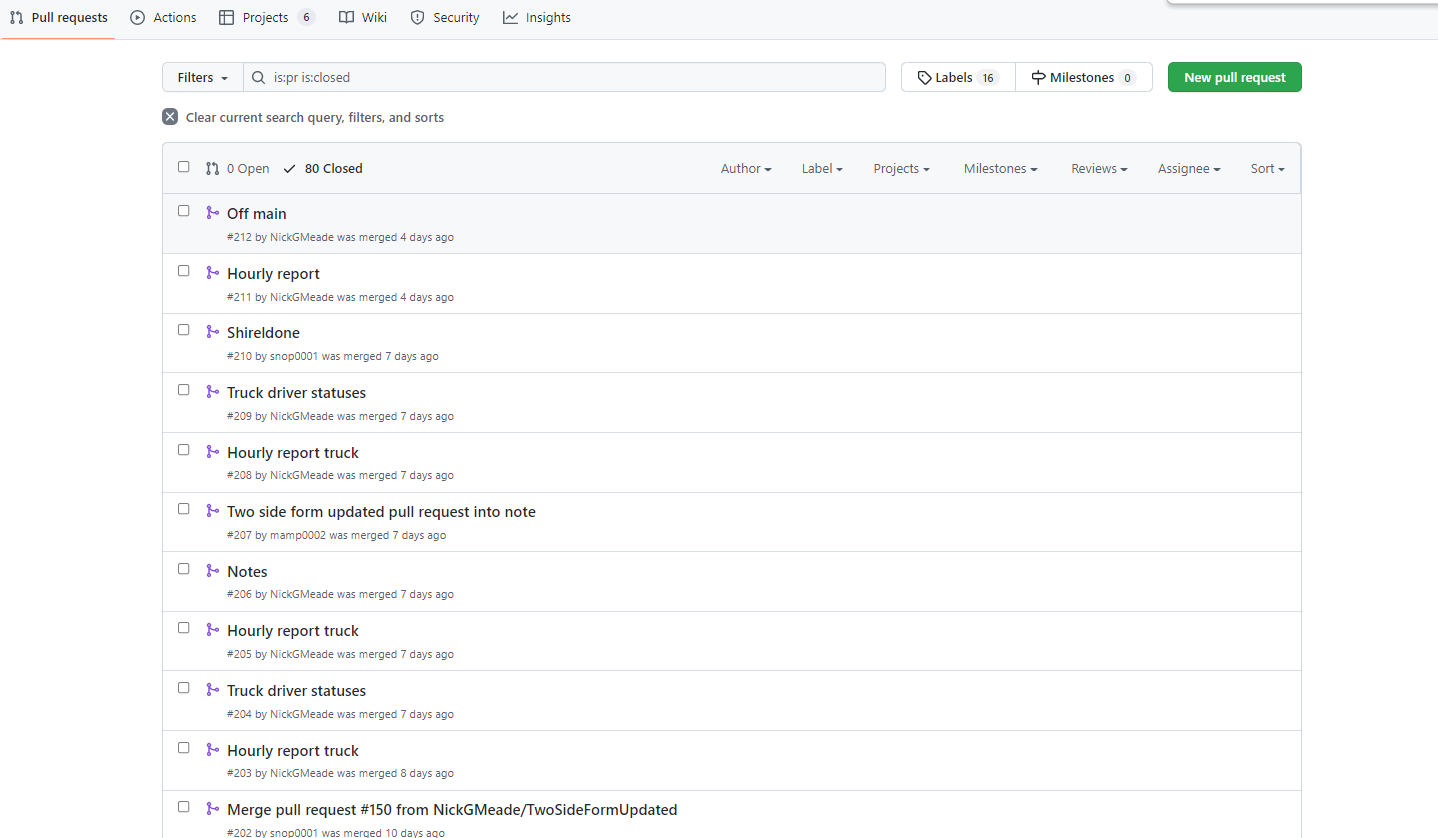 Pull requests Actions Projects 6 Wiki Security Insights
Filters is:pr is:closed Labels 16 Milestones 0 New pull request
Clear current search query, filters, and sorts
0 Open 80 Closed Author Label Projects Milestones Reviews Assignee Sort
Off main
#212 by NickGMeade was merged 4 days ago
Hourly report
#211 by NickGMeade was merged 4 days ago
Shireldone
#210 by snop0001 was merged 7 days ago
Truck driver statuses
#209 by NickGMeade was merged 7 days ago
Hourly report truck
#208 by NickGMeade was merged 7 days ago
Two side form updated pull request into note
#207 by mamp0002 was merged 7 days ago
Notes
#206 by NickGMeade was merged 7 days ago
Hourly report truck
#205 by NickGMeade was merged 7 days ago
Truck driver statuses
#204 by NickGMeade was merged 7 days ago
Hourly report truck
#203 by NickGMeade was merged 8 days ago
Merge pull request #150 from NickGMeade/TwoSideFormUpdated
#202 by snop0001 was merged 10 days ago